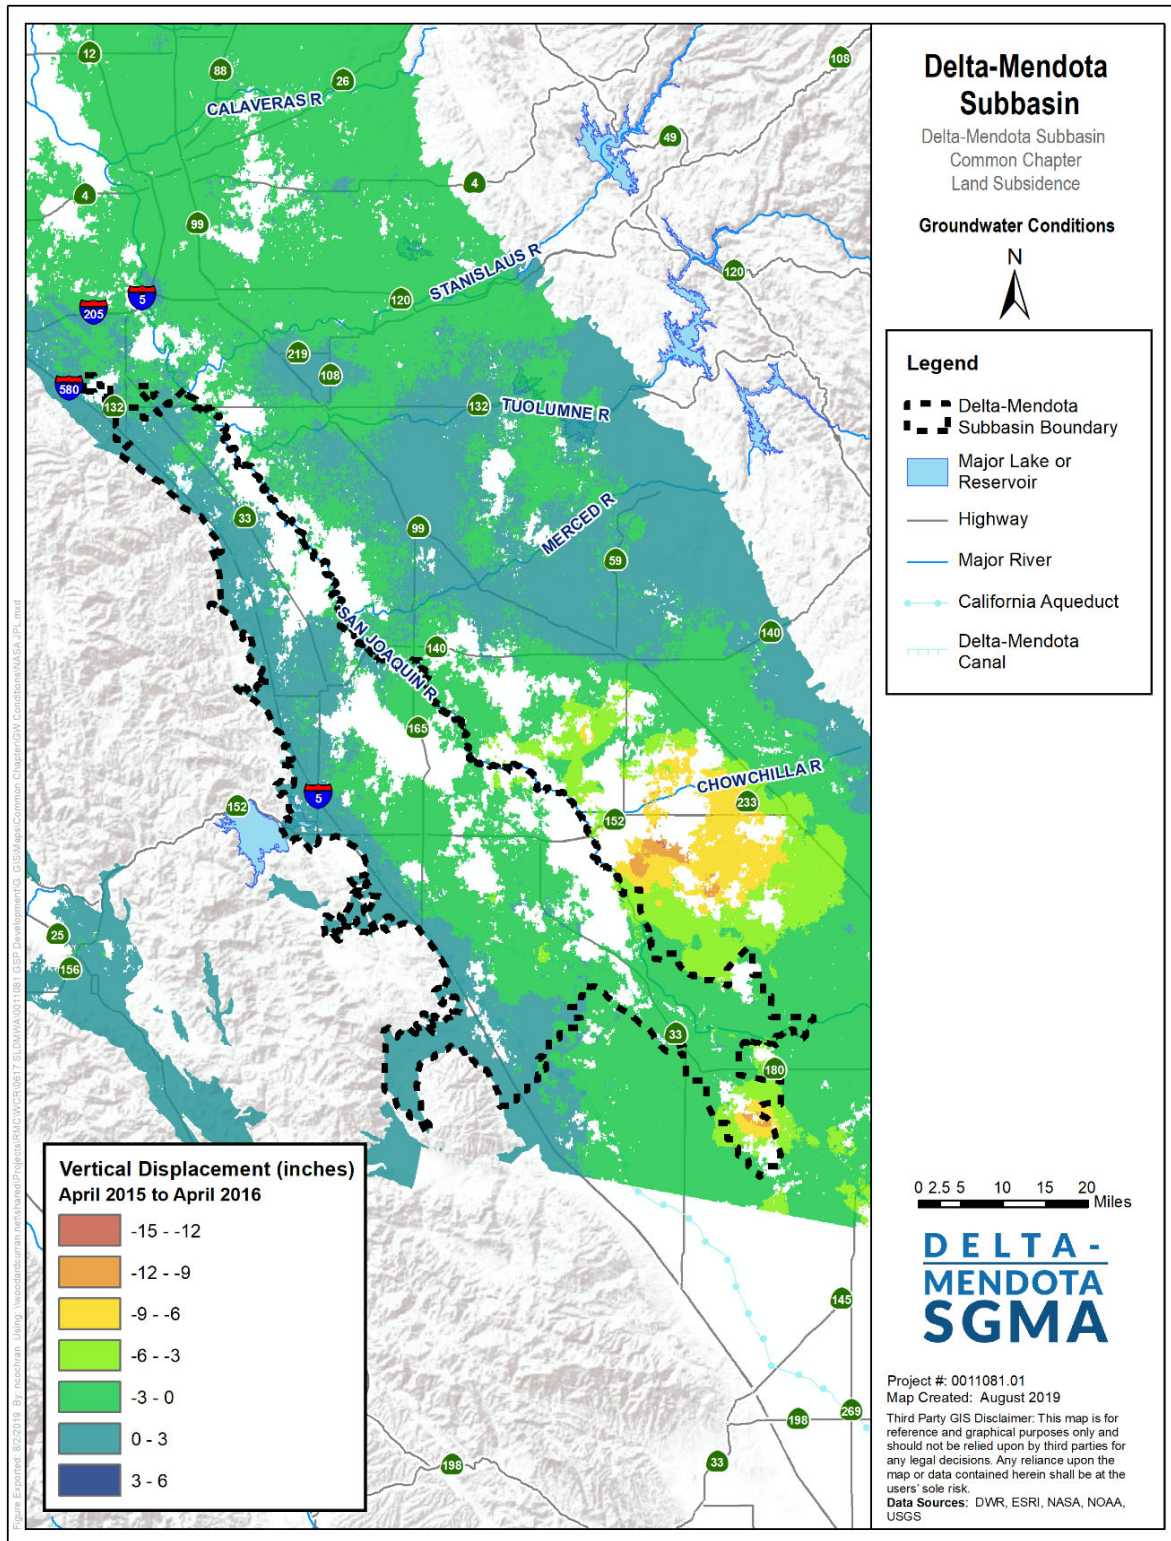 Delta-Mendota
Subbasin
Delta-Mendota Subbasin
Common Chapter
Land Subsidence
Groundwater Conditions
N
Legend
Delta-Mendota
Subbasin Boundary
Major Lake or
Reservoir
Highway
Major River
California Aqueduct
Delta-Mendota
Canal
12
88
26
108
CALAVERAS R
49
4
4
99
STANISLAUS R
120
5
205
120
219
108
580
132
132
TUOLUMNE R
33
99
MERCED R
59
SAN JOAQUIN R
140
140
165
CHOWCHILLA R
5
152
233
152
25
156
33
180
145
269
198
198
33
Vertical Displacement (inches)
April 2015 to April 2016
-15 - -12
-12 - -9
-9 - -6
-6 - -3
-3 - 0
0 - 3
3 - 6
0 2.5 5 10 15 20
Miles
DELTA-
MENDOTA
SGMA
Project #: 0011081.01
Map Created: August 2019
Third Party GIS Disclaimer: This map is for
reference and graphical purposes only and
should not be relied upon by third parties for
any legal decisions. Any reliance upon the
map or data contained herein shall be at the
users' sole risk.
Data Sources: DWR, ESRI, NASA, NOAA,
USGS